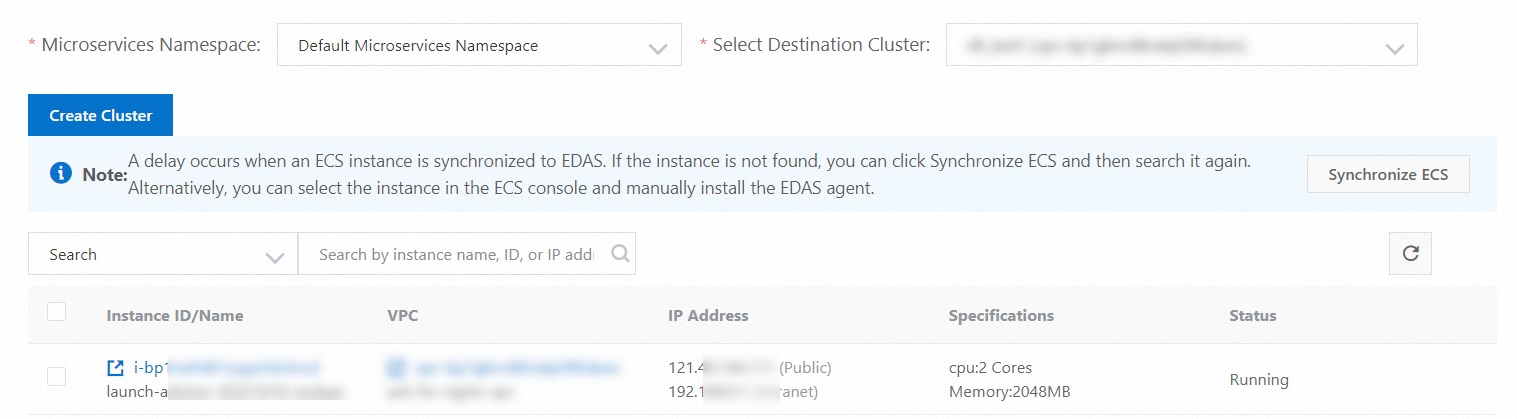 * Microservices Namespace: Default Microservices Namespace * Select Destination Cluster:
Create Cluster
Note: A delay occurs when an ECS instance is synchronized to EDAS. If the instance is not found, you can click Synchronize ECS and then search it again.
Alternatively, you can select the instance in the ECS console and manually install the EDAS agent.
Synchronize ECS
Search Search by instance name, ID, or IP add
Instance ID/Name VPC IP Address Specifications Status
i-bp1 121.4 (Public) cpu:2 Cores
launch-a 192.1 ranet) Memory:2048MB
Running